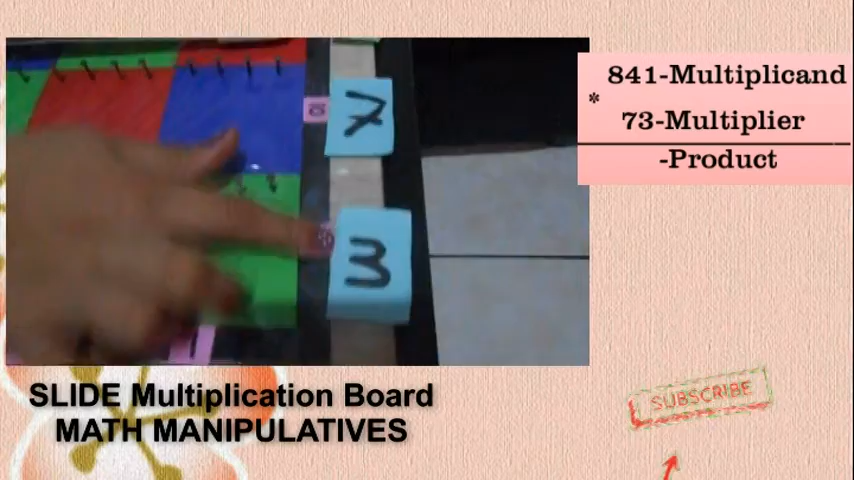 7
3
841-Multiplicand
*
73-Multiplier
-Product
SLIDE Multiplication Board
MATH MANIPULATIVES
SUBSCRIBE